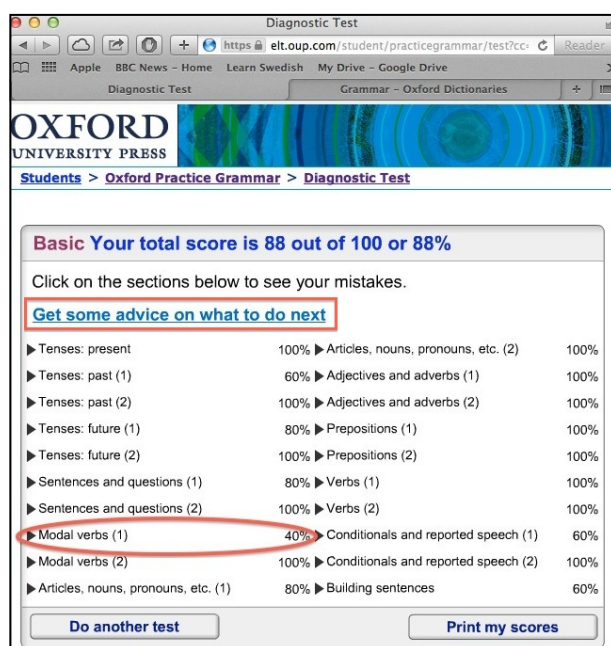 Diagnostic Test
https elt.oup.com/student/practicegrammar/test?cc= Reader
Apple BBC News – Home Learn Swedish My Drive – Google Drive
Diagnostic Test Grammar – Oxford Dictionaries
OXFORD
UNIVERSITY PRESS
Students > Oxford Practice Grammar > Diagnostic Test
Basic Your total score is 88 out of 100 or 88%
Click on the sections below to see your mistakes.
Get some advice on what to do next
Tenses: present 100% Articles, nouns, pronouns, etc. (2) 100%
Tenses: past (1) 60% Adjectives and adverbs (1) 100%
Tenses: past (2) 100% Adjectives and adverbs (2) 100%
Tenses: future (1) 80% Prepositions (1) 100%
Tenses: future (2) 100% Prepositions (2) 100%
Sentences and questions (1) 80% Verbs (1) 100%
Sentences and questions (2) 100% Verbs (2) 100%
Modal verbs (1) 40% Conditionals and reported speech (1) 60%
Modal verbs (2) 100% Conditionals and reported speech (2) 100%
Articles, nouns, pronouns, etc. (1) 80% Building sentences 60%
Do another test Print my scores